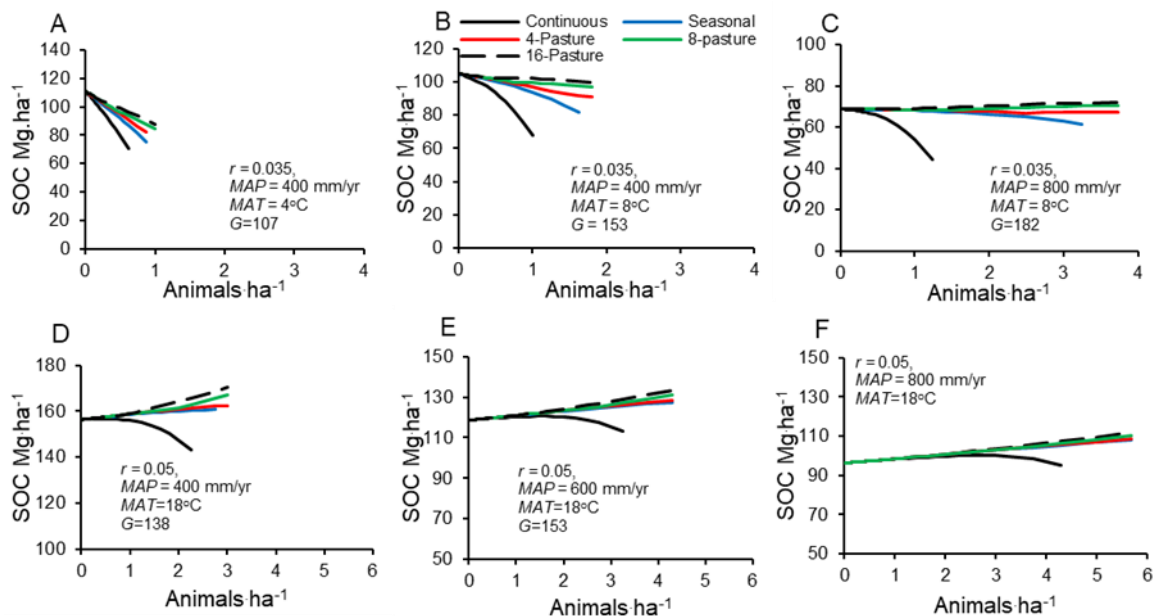 A
SOC Mg.ha-1
140
120
100
80
60
40
20
0
r = 0.035,
MAP = 400 mm/yr
MAT = 4oC
G=107
0 1 2 3 4
Animals·ha-1
B
Continuous
Seasonal
4-Pasture
8-pasture
16-Pasture
SOC Mg·ha-1
120
100
80
60
40
20
0
r = 0.035,
MAP = 400 mm/yr
MAT = 8oC
G = 153
0 1 2 3 4
Animals·ha-1
C
SOC Mg·ha-1
100
80
60
40
20
0
r = 0.035,
MAP = 800 mm/yr
MAT = 8oC
G=182
0 1 2 3 4
Animals·ha-1
D
SOC Mg·ha-1
180
160
140
120
100
r = 0.05,
MAP = 400 mm/yr
MAT=18oC
G=138
0 1 2 3 4 5 6
Animals·ha-1
E
SOC Mg·ha-1
150
130
110
90
70
50
r = 0.05,
MAP = 600 mm/yr
MAT=18oC
G=153
0 1 2 3 4 5 6
Animals·ha-1
F
SOC Mg·ha-1
150
130
110
90
70
50
r = 0.05,
MAP = 800 mm/yr
MAT=18oC
0 1 2 3 4 5 6
Animals·ha-1